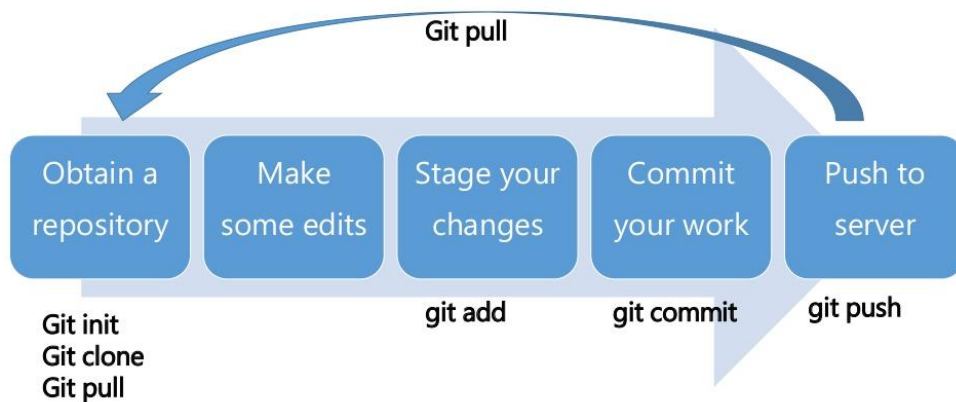 Git pull
Obtain a
repository
Make
some edits
Stage your
changes
Commit
your work
Push to
server
Git init
Git clone
Git pull
git add
git commit
git push